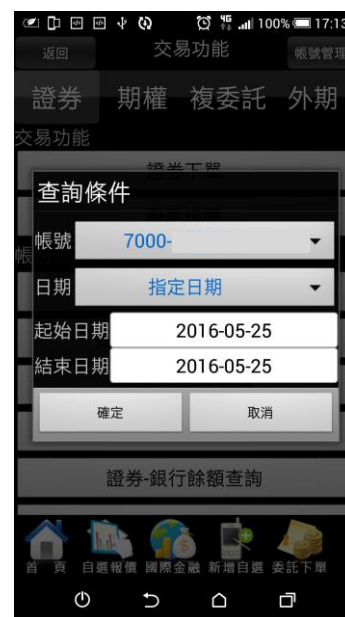 4G 100% 17:13
返回 交易功能 帳號管理
證券 期權 複委託 外期
交易功能
證券下單
查詢條件
帳號 7000-
日期 指定日期
起始日期 2016-05-25
結束日期 2016-05-25
確定 取消
證券-銀行餘額查詢
首 頁 自選報價 國際金融 新增自選 委託下單